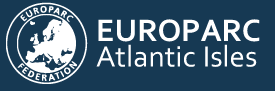 EUROPARC
FEDERATION
EUROPARC
Atlantic Isles